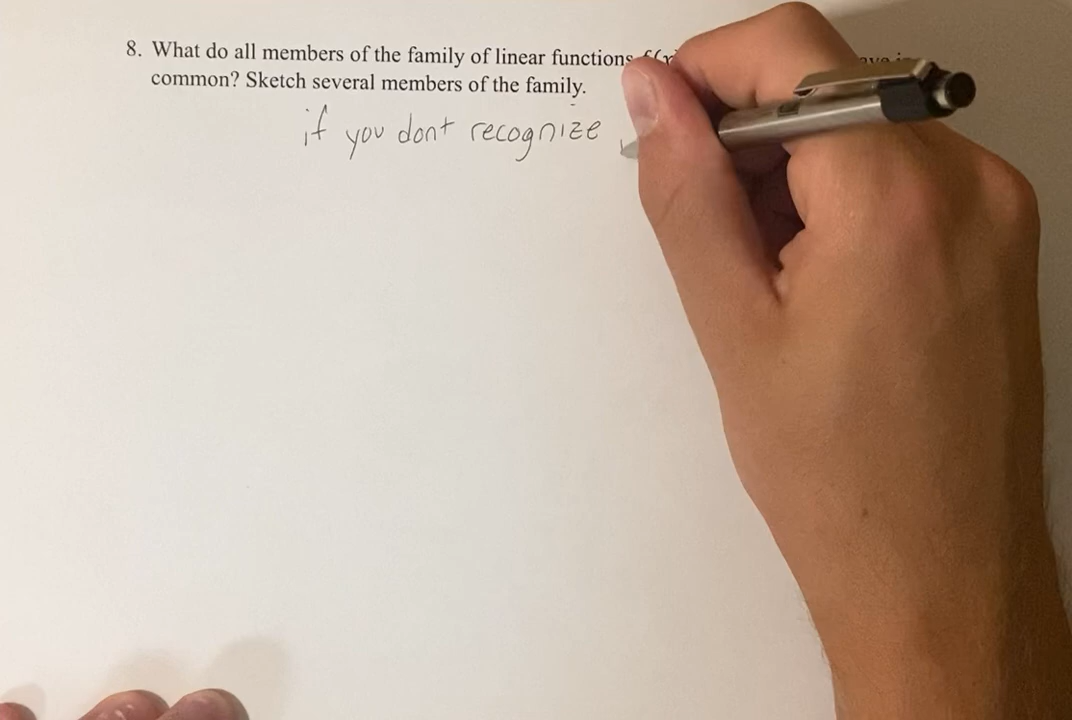 8. What do all members of the family of linear functions
common? Sketch several members of the family.
if you dont recognize